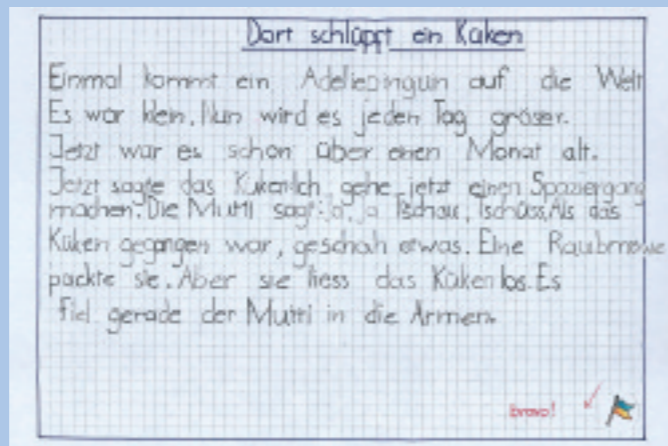 Dort schlüpft ein Küken
Einmal kommt ein Adeliepinguin auf die Welt
Es war klein, Nun wird es jeden Tag grösser.
Jetzt war es schon über einen Monat alt.
Jetzt sagte das Küken: Ich gehe jetzt einen Spaziergang
machen. Die Mutti sagt: Ja, Ja Tschau, Tschüss, Als das
Küken gegangen war, geschah etwas. Eine Raubmöwe
packte sie. Aber sie liess das Küken los. Es
fiel gerade der Mutti in die Armen.
bravo!